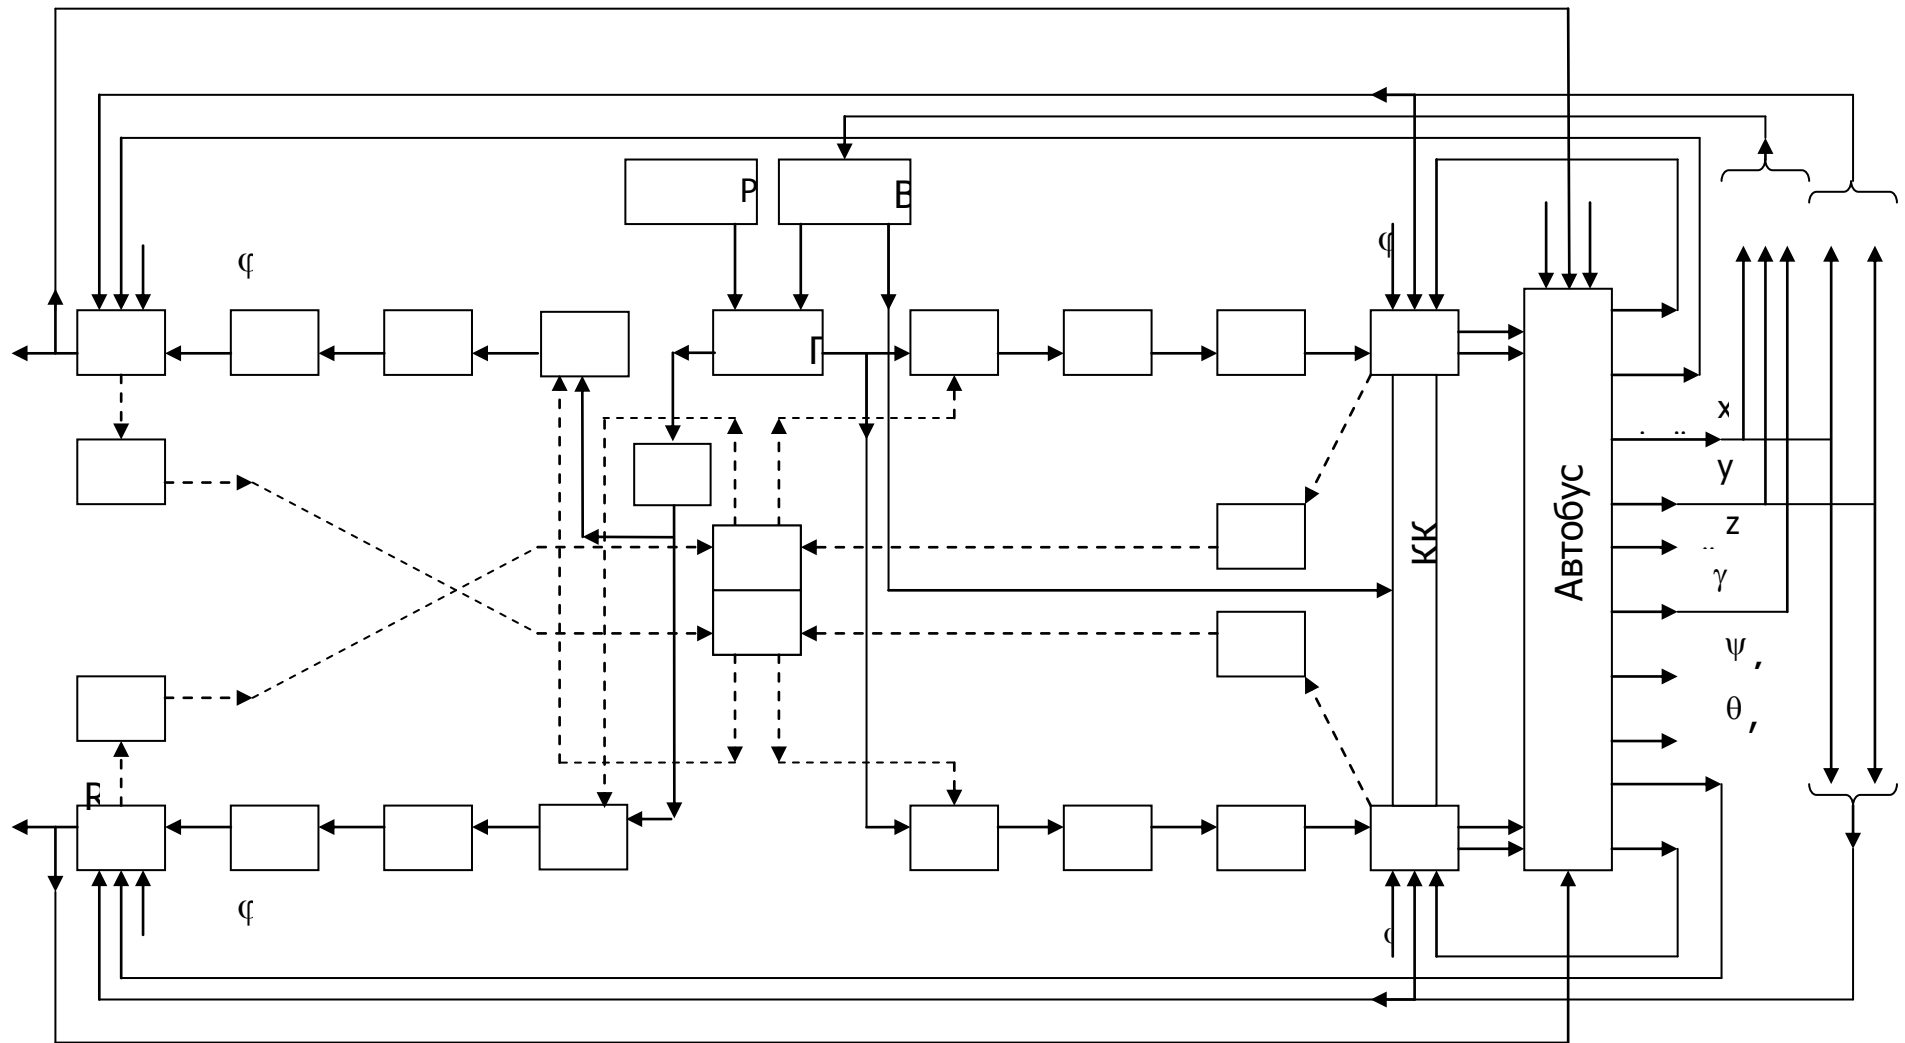 Р
В
φ
φ
Г
x
y
Автобус
z
КК
γ
ψ,
θ,
R
φ